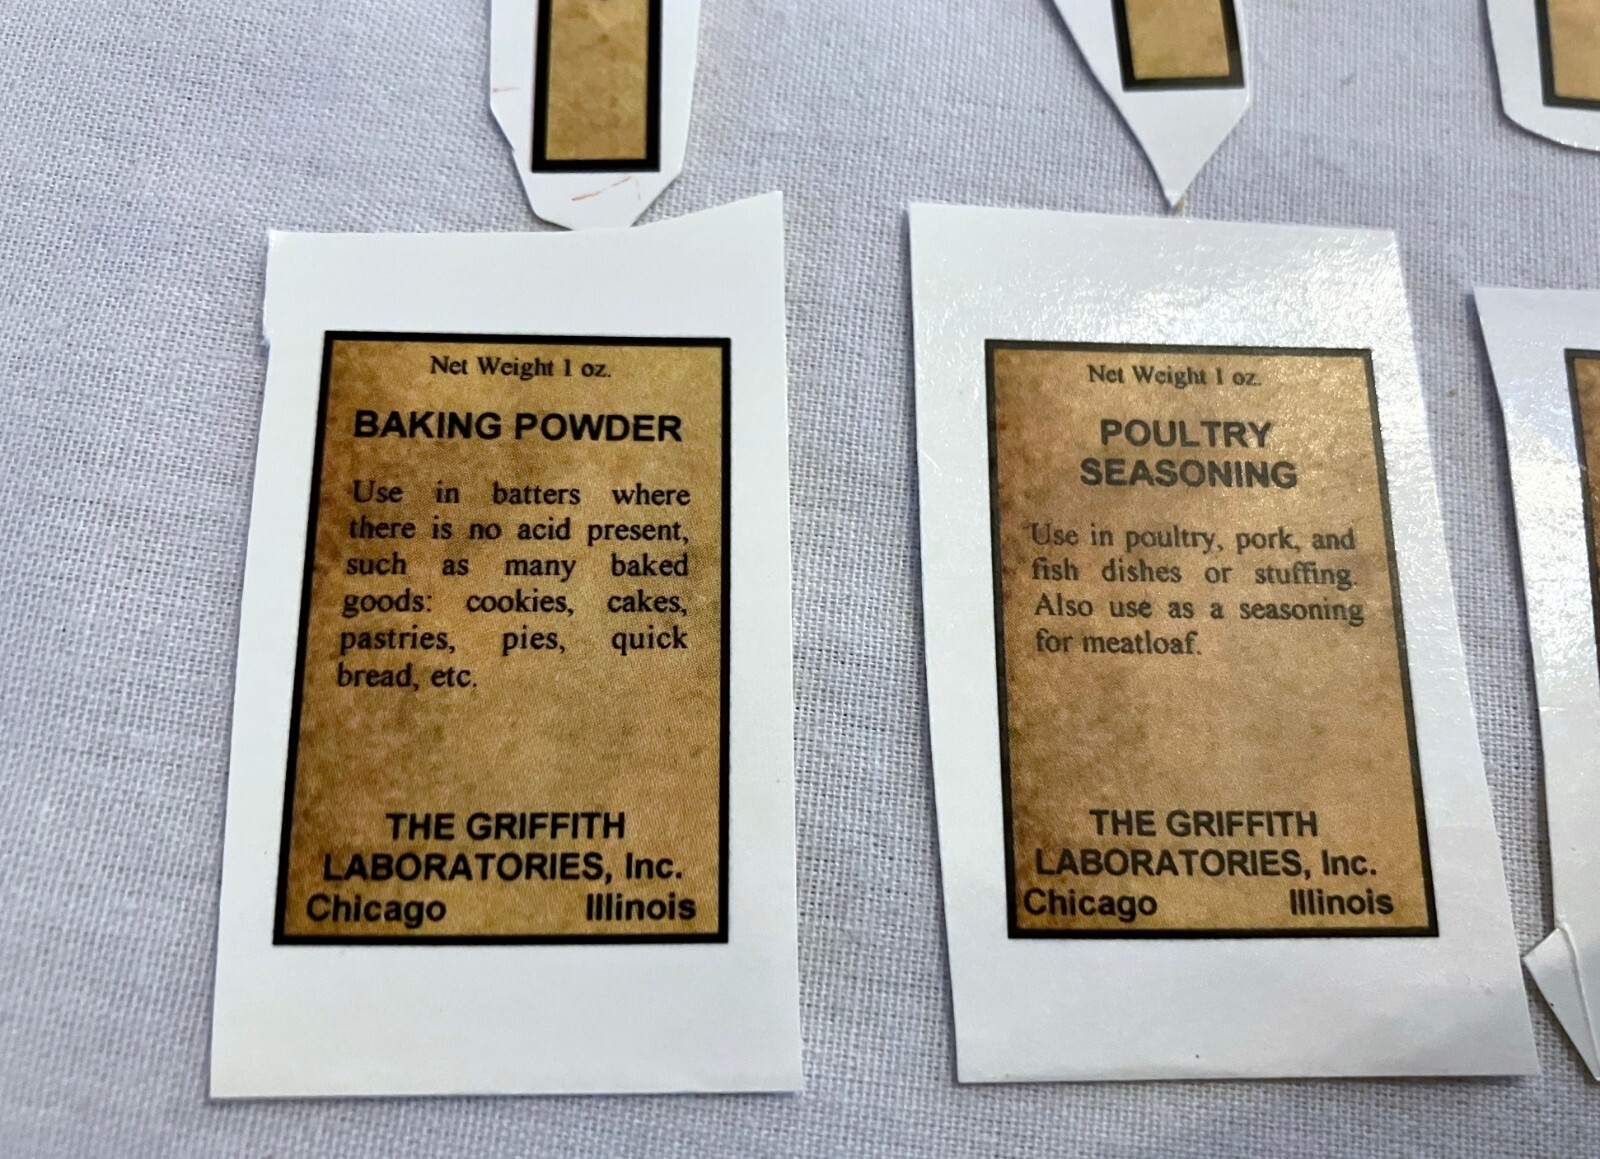 Net Weight 1 oz.
BAKING POWDER
Use in batters where
there is no acid present,
such as many baked
goods: cookies, cakes,
pastries, pies, quick
bread, etc.
THE GRIFFITH
LABORATORIES, Inc.
Chicago Illinois
Net Weight 1 oz.
POULTRY
SEASONING
Use in poultry, pork, and
fish dishes or stuffing.
Also use as a seasoning
for meatloaf.
THE GRIFFITH
LABORATORIES, Inc.
Chicago Illinois